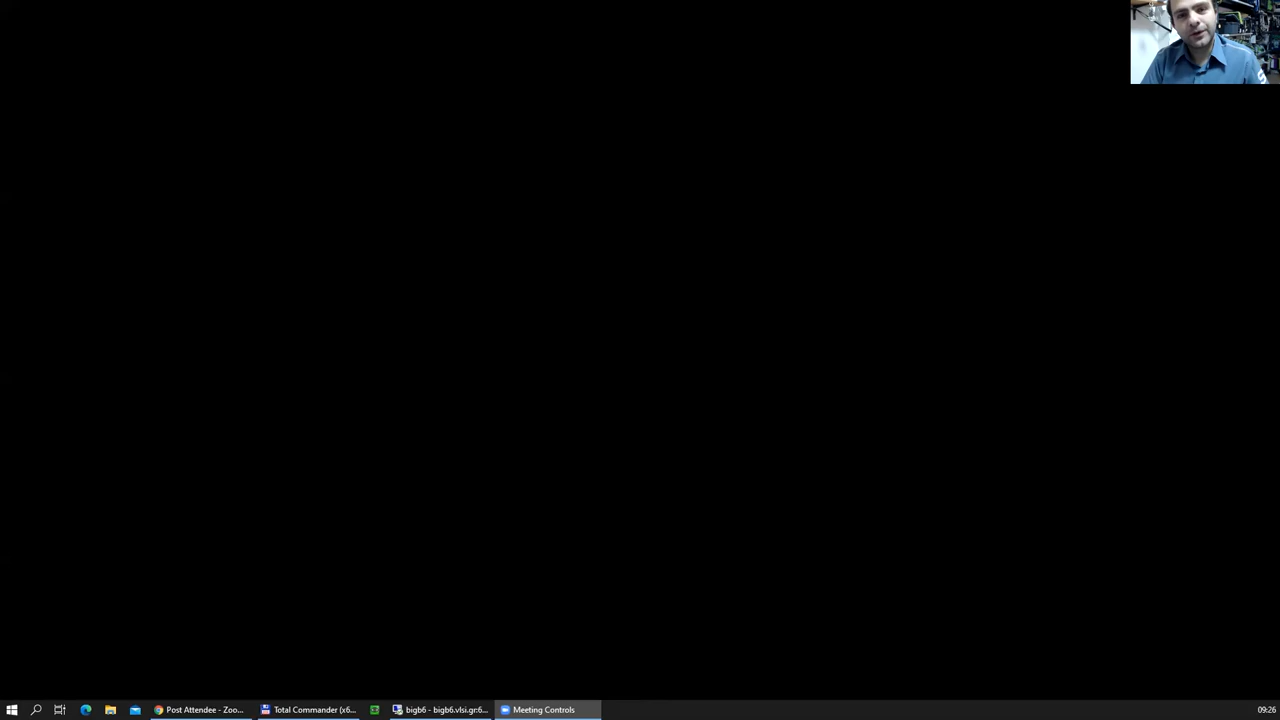 Post Attendee - Zoo...
Total Commander (x6...
bigb6 - bigb6.vlsi.gr:6...
Meeting Controls
09:26